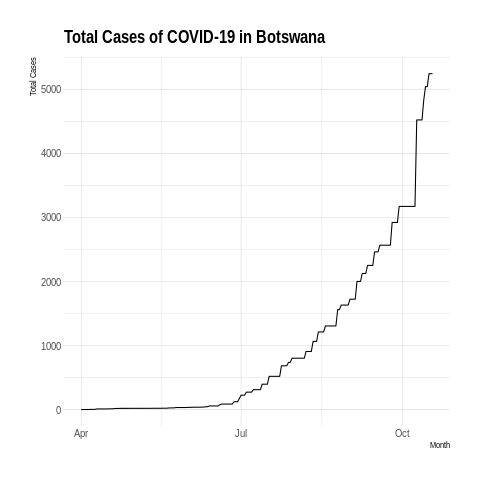 Total Cases of COVID-19 in Botswana
Total Cases
5000
4000
3000
2000
1000
0
Apr
Jul
Oct
Month